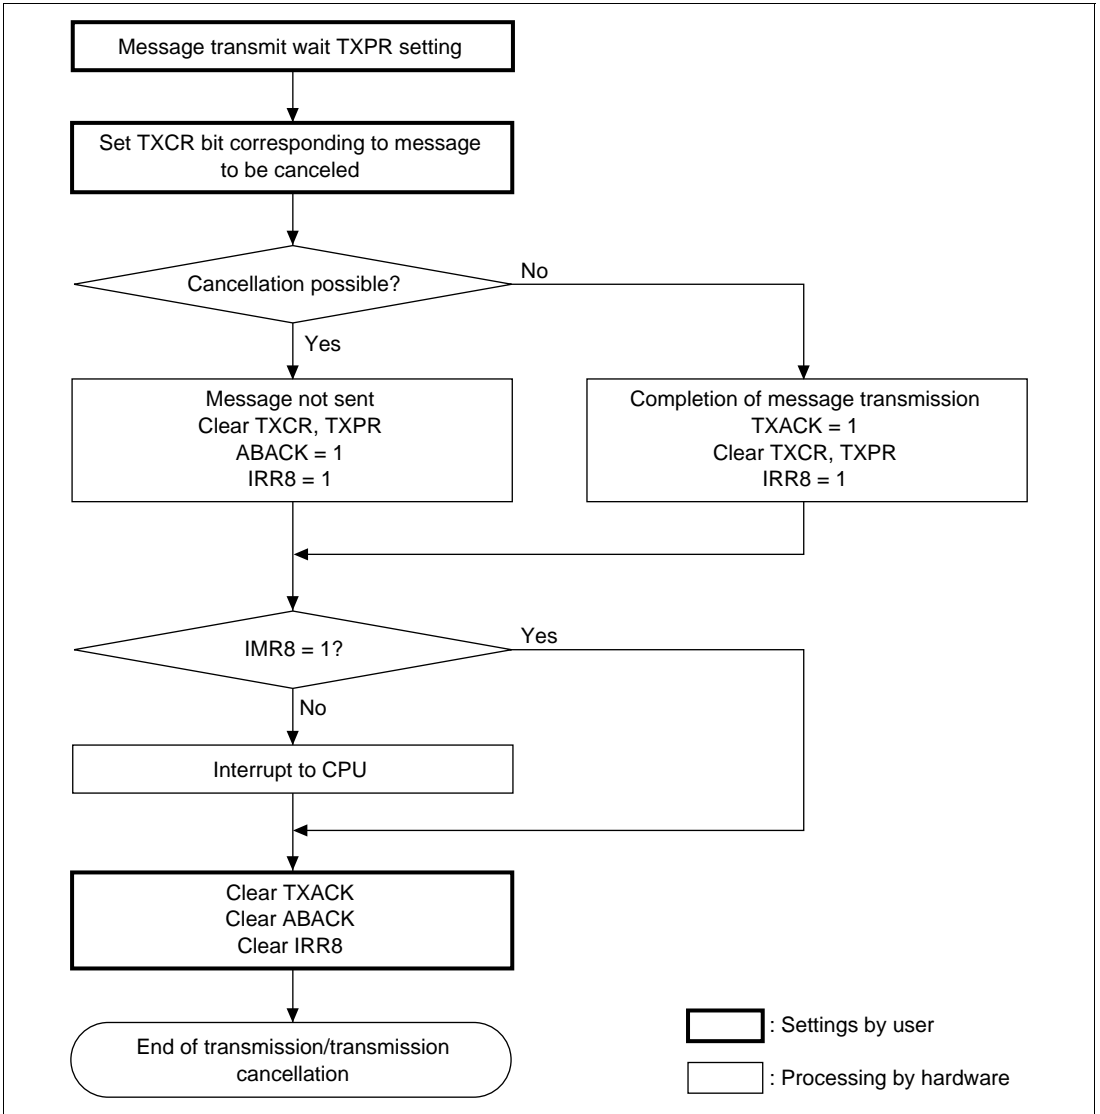 Message transmit wait TXPR setting
Set TXCR bit corresponding to message
to be canceled
Cancellation possible?
No
Yes
Message not sent
Clear TXCR, TXPR
ABACK = 1
IRR8 = 1
Completion of message transmission
TXACK = 1
Clear TXCR, TXPR
IRR8 = 1
IMR8 = 1?
Yes
No
Interrupt to CPU
Clear TXACK
Clear ABACK
Clear IRR8
End of transmission/transmission
cancellation
: Settings by user
: Processing by hardware